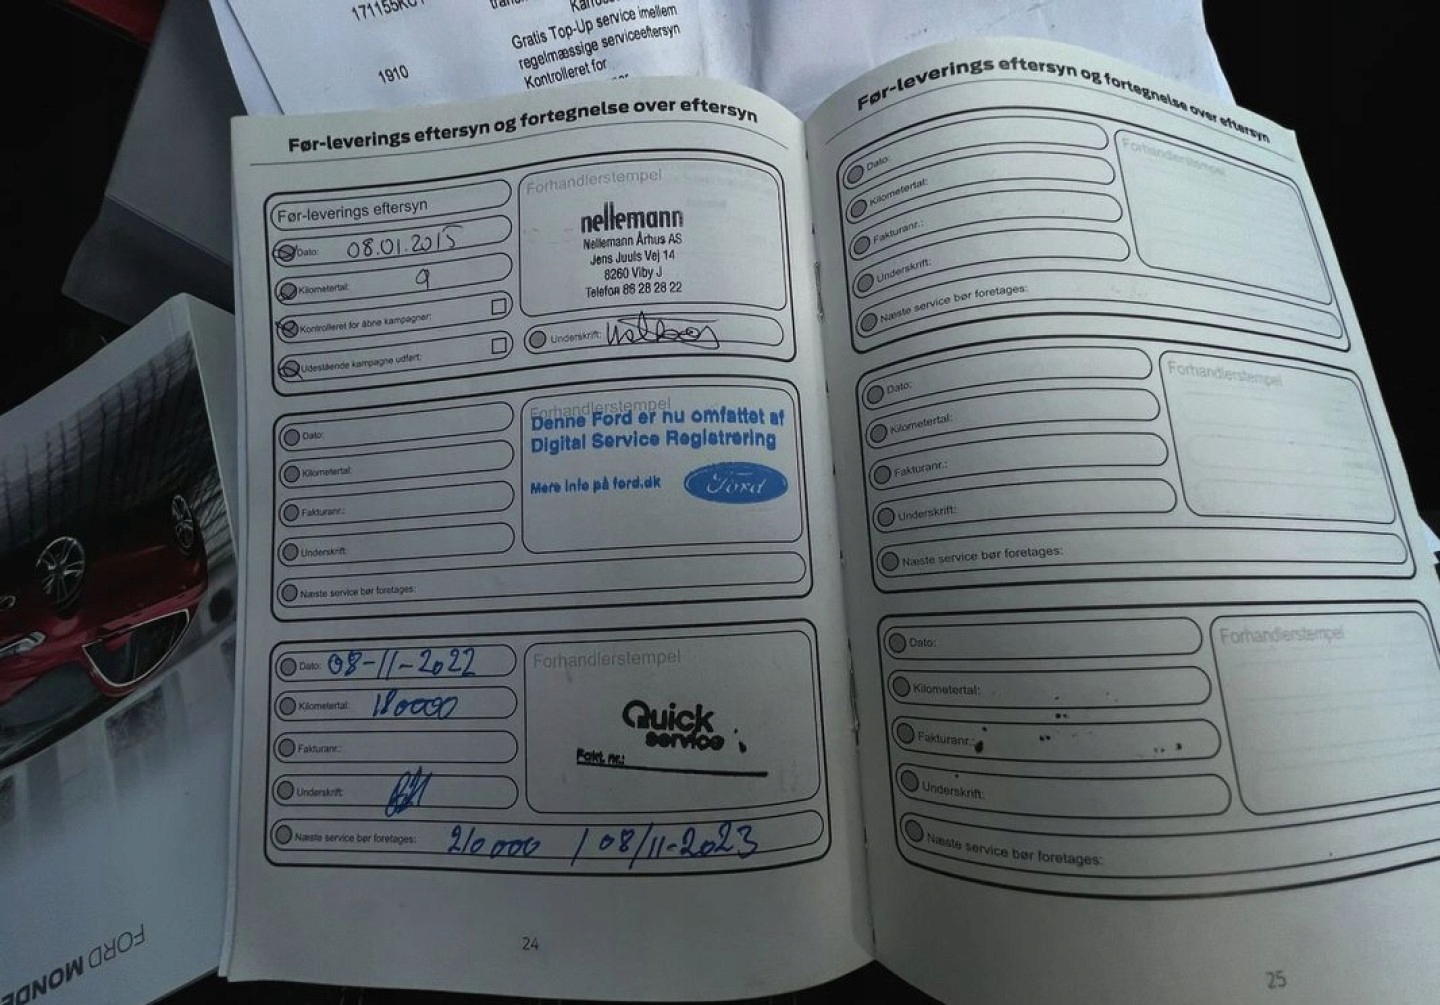 171155KC1
Gratis Top-Up service imellem
regelmæssige serviceeftersyn
1910
Kontrolleret for
Før-leverings eftersyn og fortegnelse over eftersyn
Før-leverings eftersyn
Dato: 08.01.2015
Kilometertal: 9
Kontrolleret for åbne kampagner:
Udestående kampagne udført:
Forhandlerstempel
nellemann
Nellemann Århus AS
Jens Juuls Vej 14
8260 Viby J
Telefon 86 28 28 22
Underskrift:
Dato:
Kilometertal:
Fakturanr.:
Underskrift:
Næste service bør foretages:
Forhandlerstempel
Denne Ford er nu omfattet af
Digital Service Registrering
Mere info på ford.dk
Ford
Dato: 08-11-2022
Kilometertal: 180000
Fakturanr.:
Underskrift:
Næste service bør foretages: 210000 / 08/11-2023
Forhandlerstempel
Quick
service
Fakt. nr.:
24
Før-leverings eftersyn og fortegnelse over eftersyn
Dato:
Kilometertal:
Fakturanr.:
Underskrift:
Næste service bør foretages:
Forhandlerstempel
Dato:
Kilometertal:
Fakturanr.:
Underskrift:
Næste service bør foretages:
Forhandlerstempel
Dato:
Kilometertal:
Fakturanr.:
Underskrift:
Næste service bør foretages:
Forhandlerstempel
25
FORD MONDE